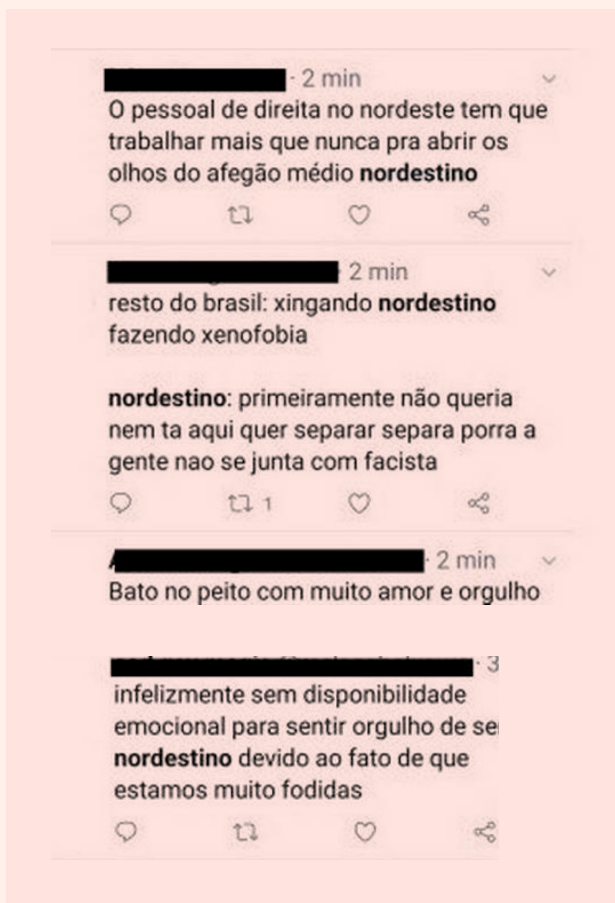 · 2 min
O pessoal de direita no nordeste tem que
trabalhar mais que nunca pra abrir os
olhos do afegão médio nordestino
2 min
resto do brasil: xingando nordestino
fazendo xenofobia
nordestino: primeiramente não queria
nem ta aqui quer separar separa porra a
gente nao se junta com facista
1
· 2 min
Bato no peito com muito amor e orgulho
· 3
infelizmente sem disponibilidade
emocional para sentir orgulho de se
nordestino devido ao fato de que
estamos muito fodidas